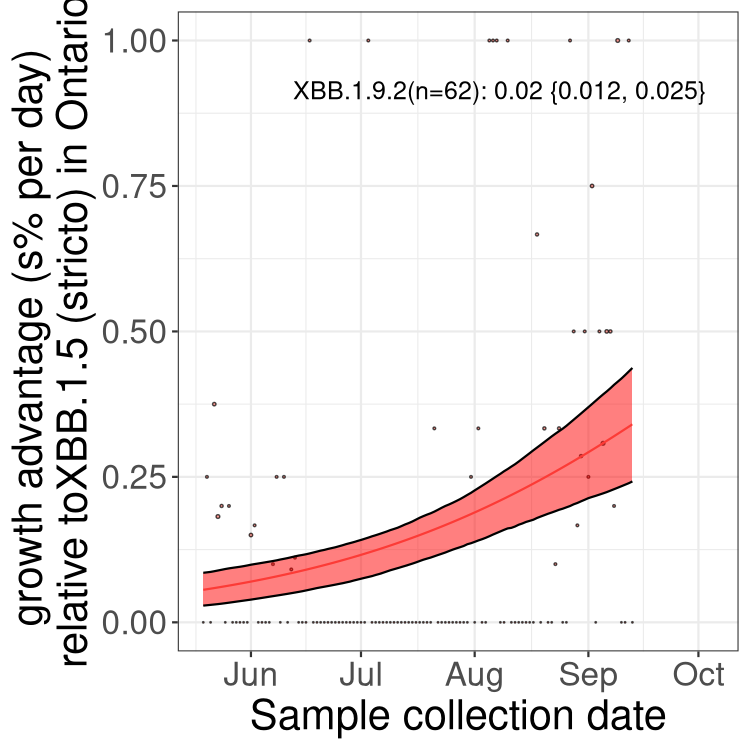 growth advantage (s% per day)
relative toXBB.1.5 (stricto) in Ontario
1.00
XBB.1.9.2(n=62): 0.02 {0.012, 0.025}
0.75
0.50
0.25
0.00
Jun Jul Aug Sep Oct
Sample collection date